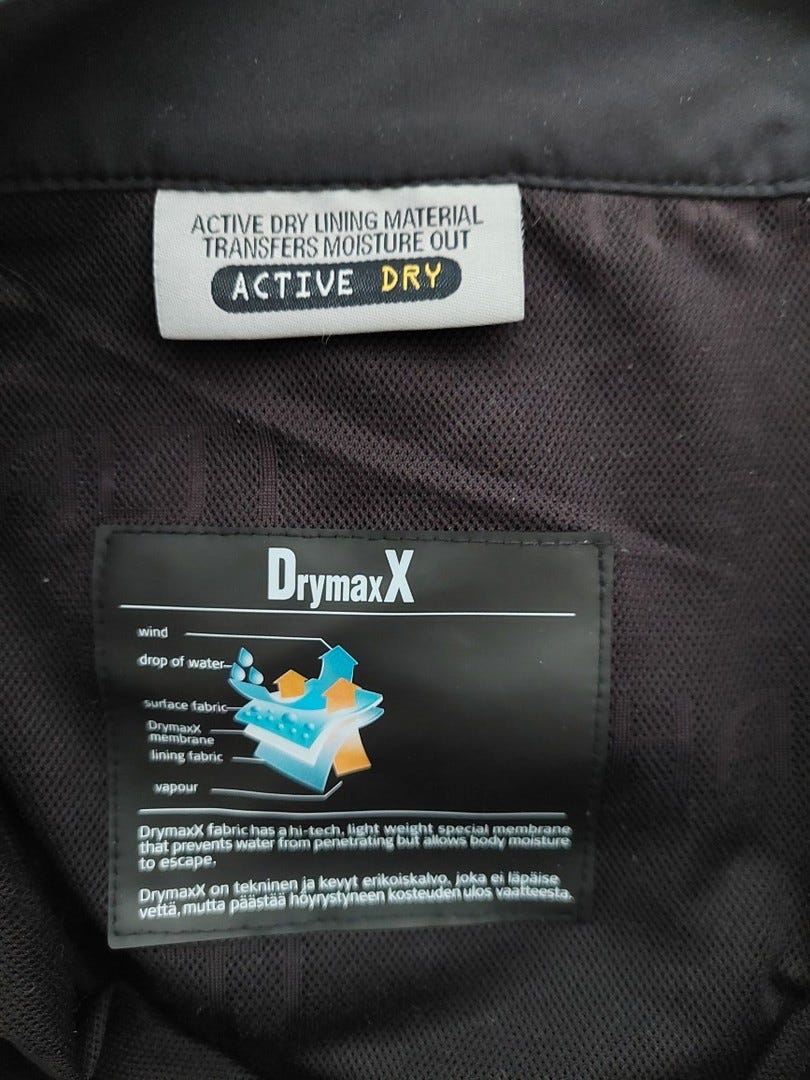 ACTIVE DRY LINING MATERIAL
TRANSFERS MOISTURE OUT
ACTIVE DRY
DrymaxX
wind
drop of water
surface fabric
DrymaxX
membrane
lining fabric
vapour
DrymaxX fabric has a hi-tech, light weight special membrane
that prevents water from penetrating but allows body moisture
to escape.
DrymaxX on tekninen ja kevyt erikoiskalvo, joka ei läpäise
vettä, mutta päästää höyrystyneen kosteuden ulos vaatteesta.